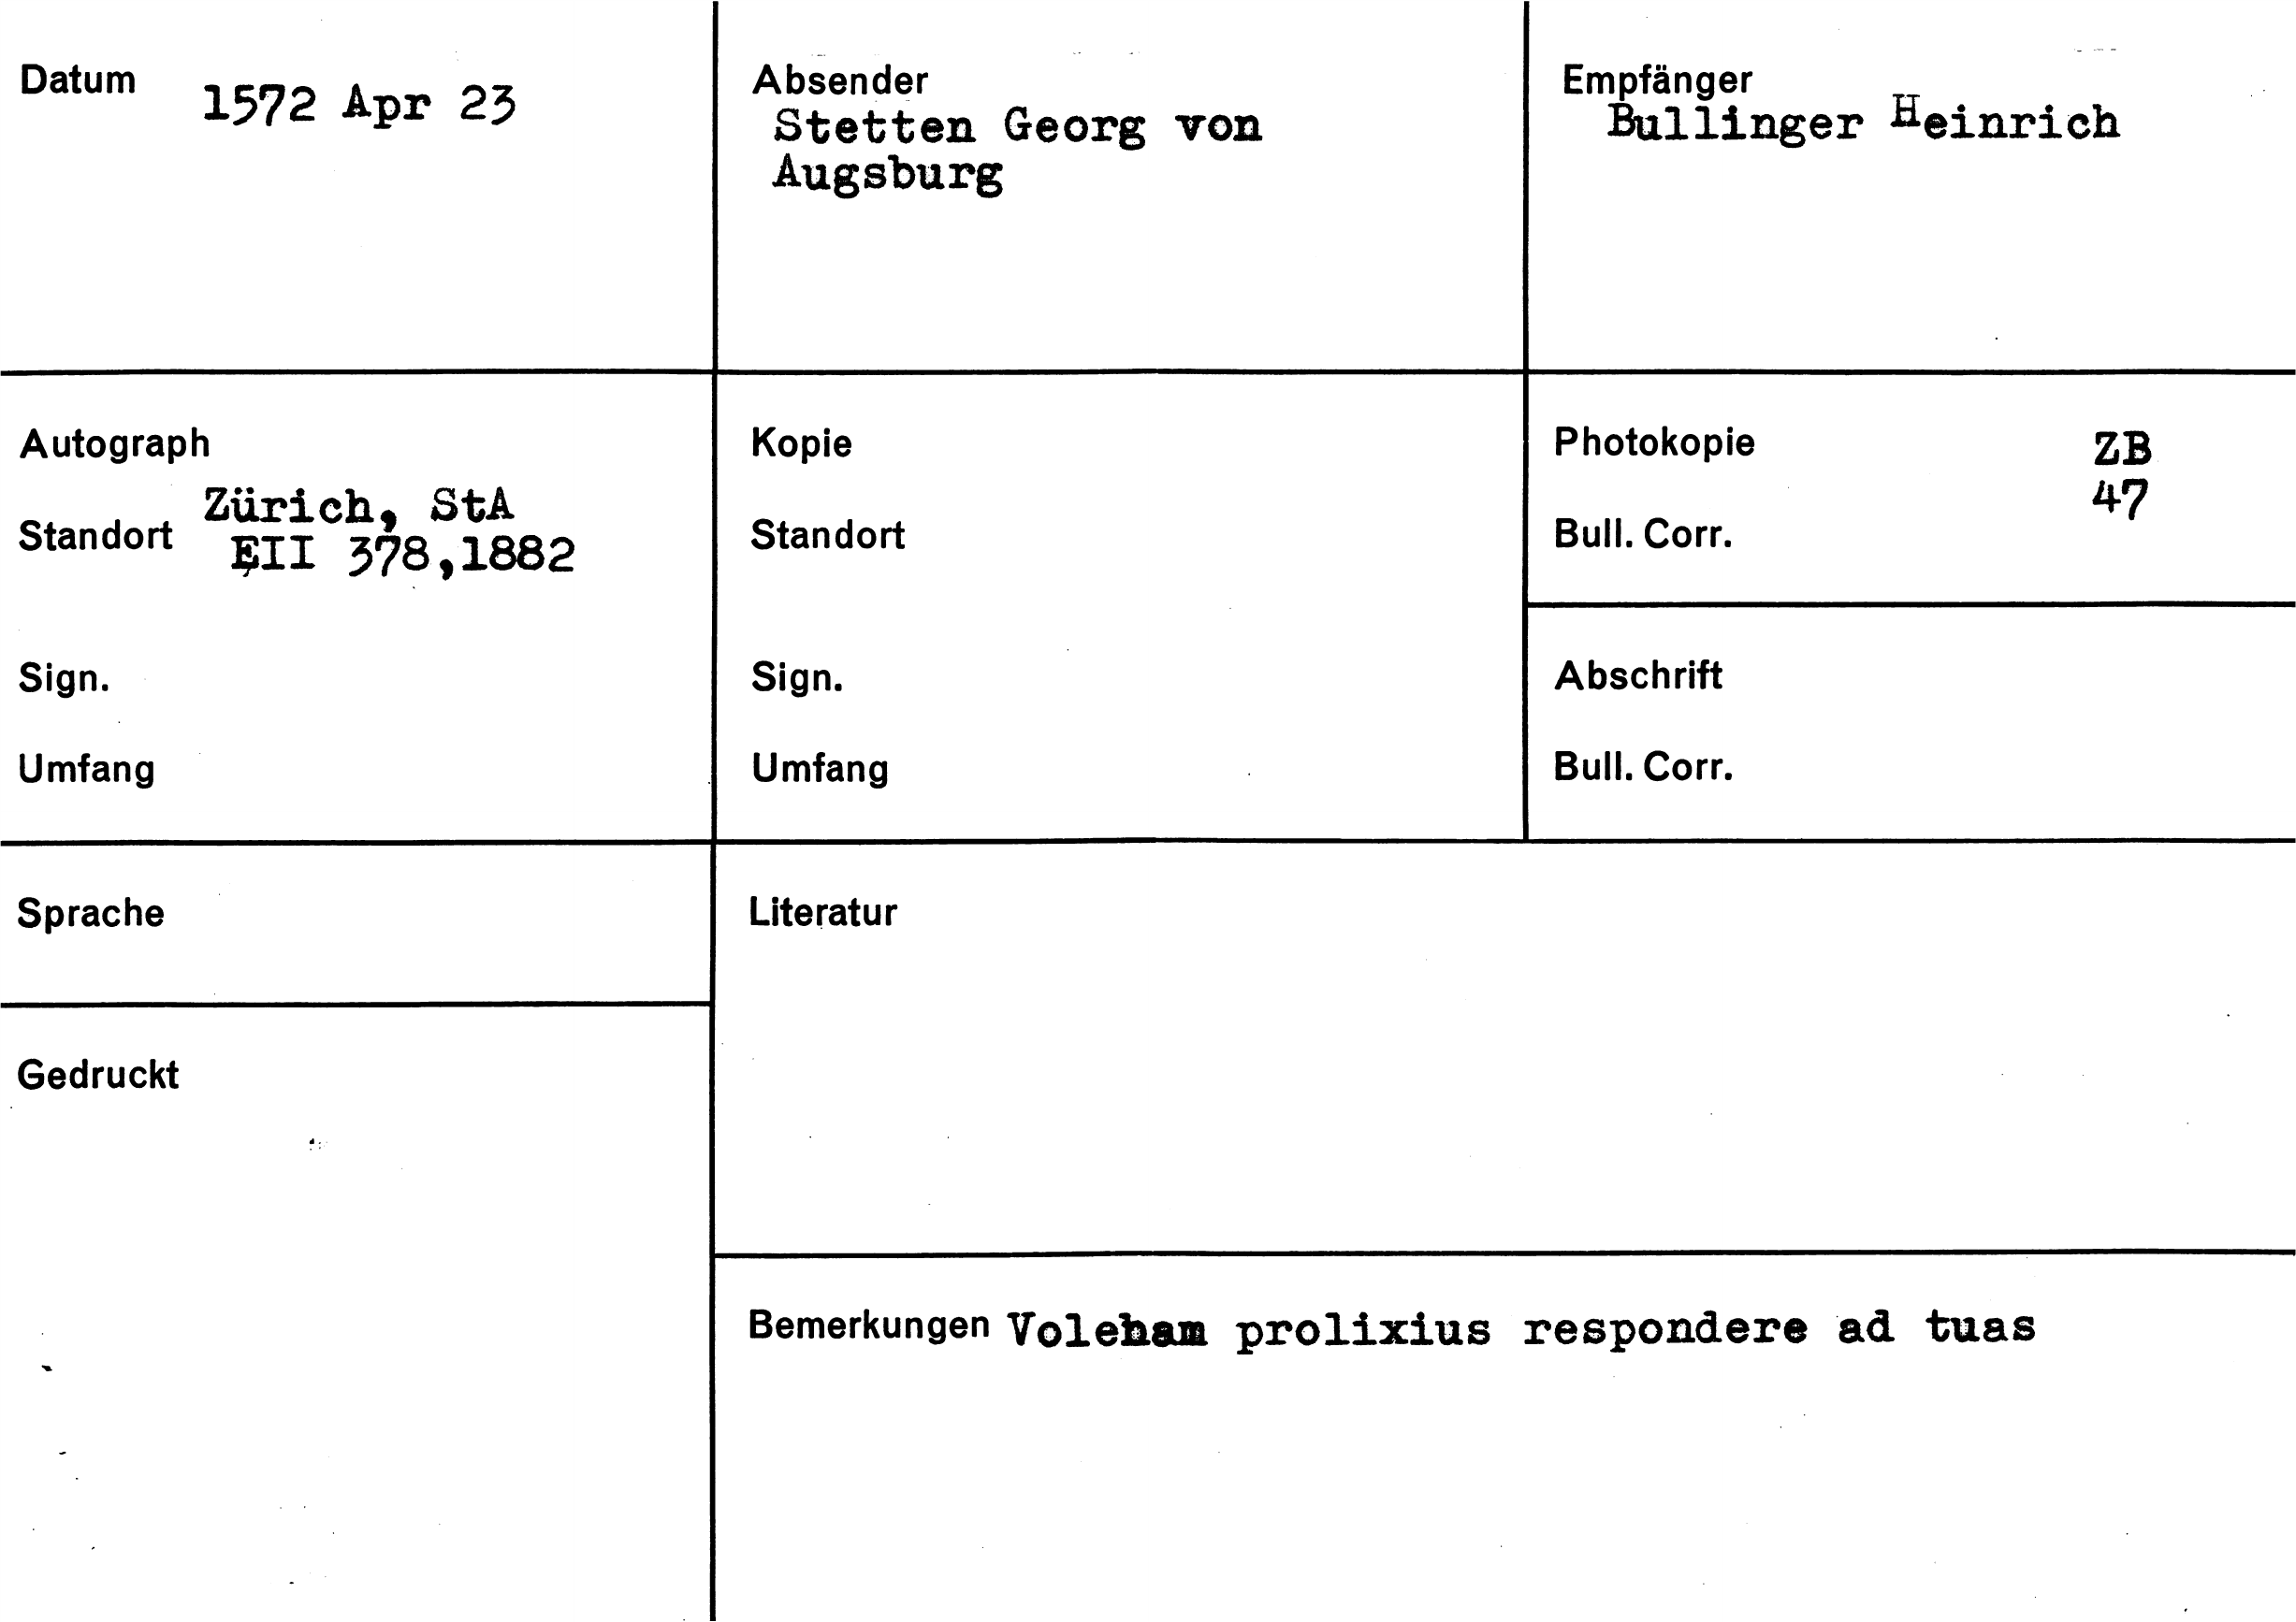 Datum 1572 Apr 23
Absender
Stetten Georg von
Augsburg
Empfänger
Bullinger Heinrich
Autograph
Standort Zürich, StA
EII 378,1882
Sign.
Umfang
Kopie
Standort
Sign.
Umfang
Photokopie ZB
47
Bull. Corr.
Abschrift
Bull. Corr.
Sprache
Literatur
Gedruckt
Bemerkungen Volebam prolixius respondere ad tuas